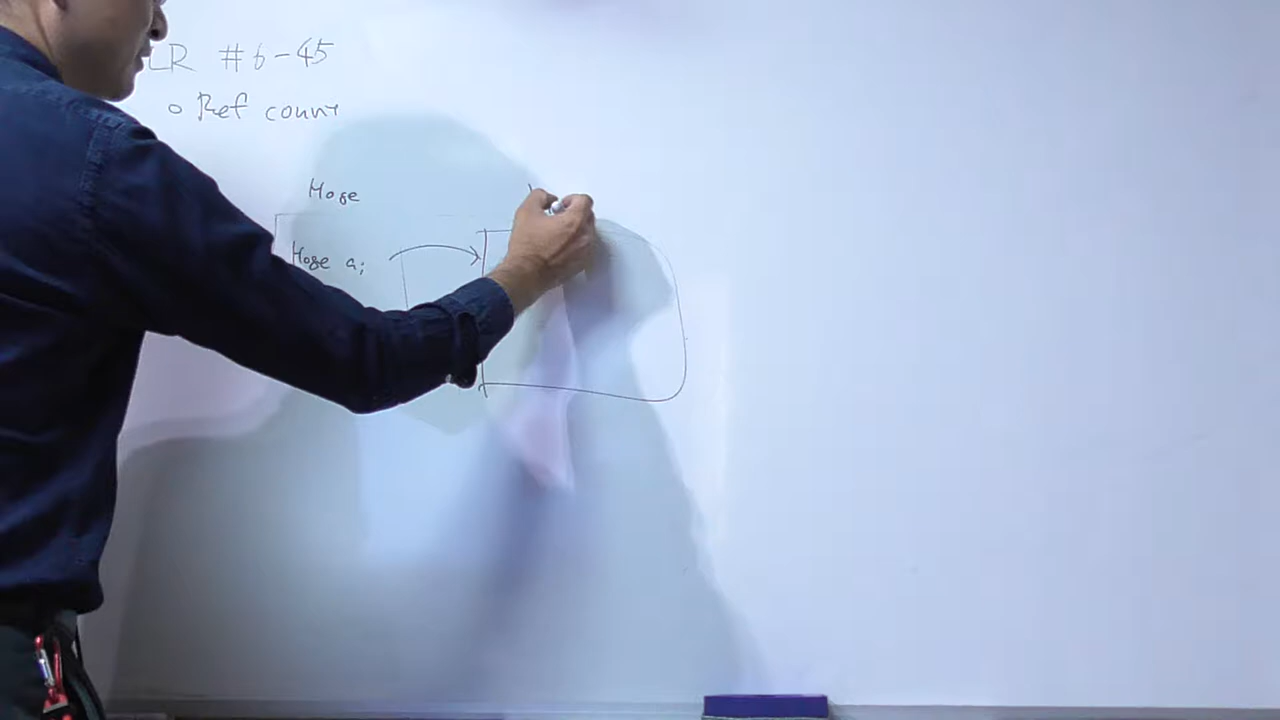 LR #6-45
○ Ref count
Hoge
Hoge a;